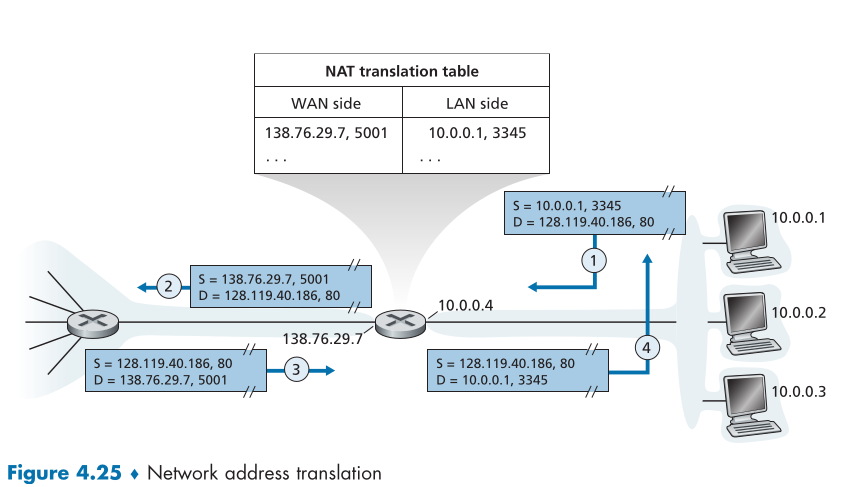 NAT translation table
WAN side LAN side
138.76.29.7, 5001 10.0.0.1, 3345
. . . . . .
S = 10.0.0.1, 3345
D = 128.119.40.186, 80
10.0.0.1
1
S = 138.76.29.7, 5001
D = 128.119.40.186, 80
2
10.0.0.4
10.0.0.2
138.76.29.7
4
S = 128.119.40.186, 80
D = 138.76.29.7, 5001
3
S = 128.119.40.186, 80
D = 10.0.0.1, 3345
10.0.0.3
Figure 4.25 ♦ Network address translation